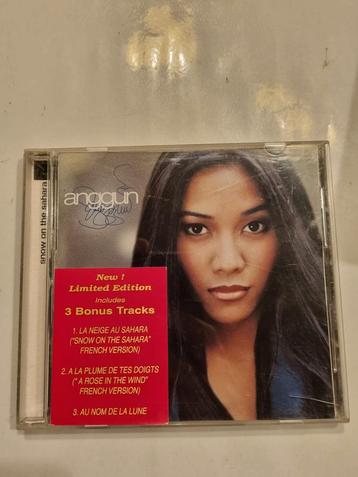 anggun
snow on the sahara
New !
Limited Edition
Includes
3 Bonus Tracks
1. LA NEIGE AU SAHARA
("SNOW ON THE SAHARA"
FRENCH VERSION)
2. A LA PLUME DE TES DOIGTS
(" A ROSE IN THE WIND"
FRENCH VERSION)
3. AU NOM DE LA LUNE